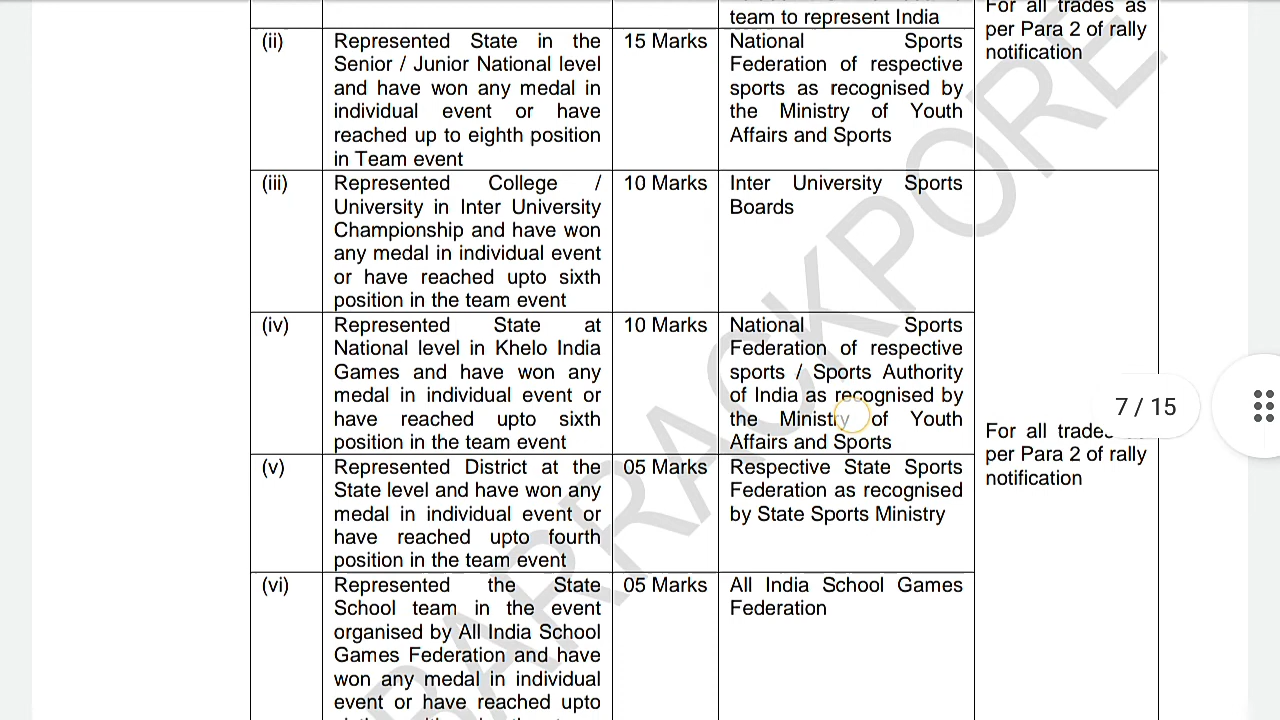 team to represent India
For all trades as
per Para 2 of rally
notification
(ii) Represented State in the 15 Marks National Sports
Senior / Junior National level Federation of respective
and have won any medal in sports as recognised by
individual event or have the Ministry of Youth
reached up to eighth position Affairs and Sports
in Team event
(iii) Represented College / 10 Marks Inter University Sports
University in Inter University Boards
Championship and have won
any medal in individual event
or have reached upto sixth
position in the team event
(iv) Represented State at 10 Marks National Sports
National level in Khelo India Federation of respective
Games and have won any sports / Sports Authority
medal in individual event or of India as recognised by
have reached upto sixth the Ministry of Youth
position in the team event Affairs and Sports
For all trades
per Para 2 of rally
notification
(v) Represented District at the 05 Marks Respective State Sports
State level and have won any Federation as recognised
medal in individual event or by State Sports Ministry
have reached upto fourth
position in the team event
(vi) Represented the State 05 Marks All India School Games
School team in the event Federation
organised by All India School
Games Federation and have
won any medal in individual
event or have reached upto
7 / 15
BARRACKPORE